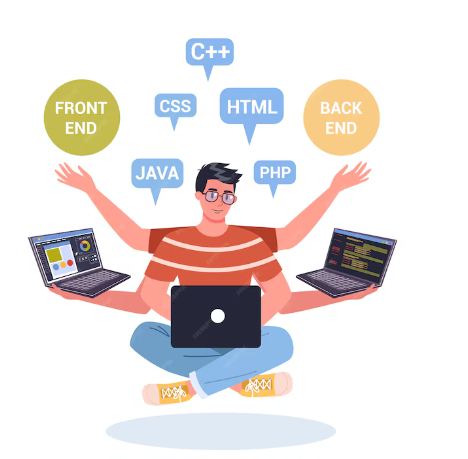 C++
FRONT
END
CSS
HTML
BACK
END
JAVA
PHP